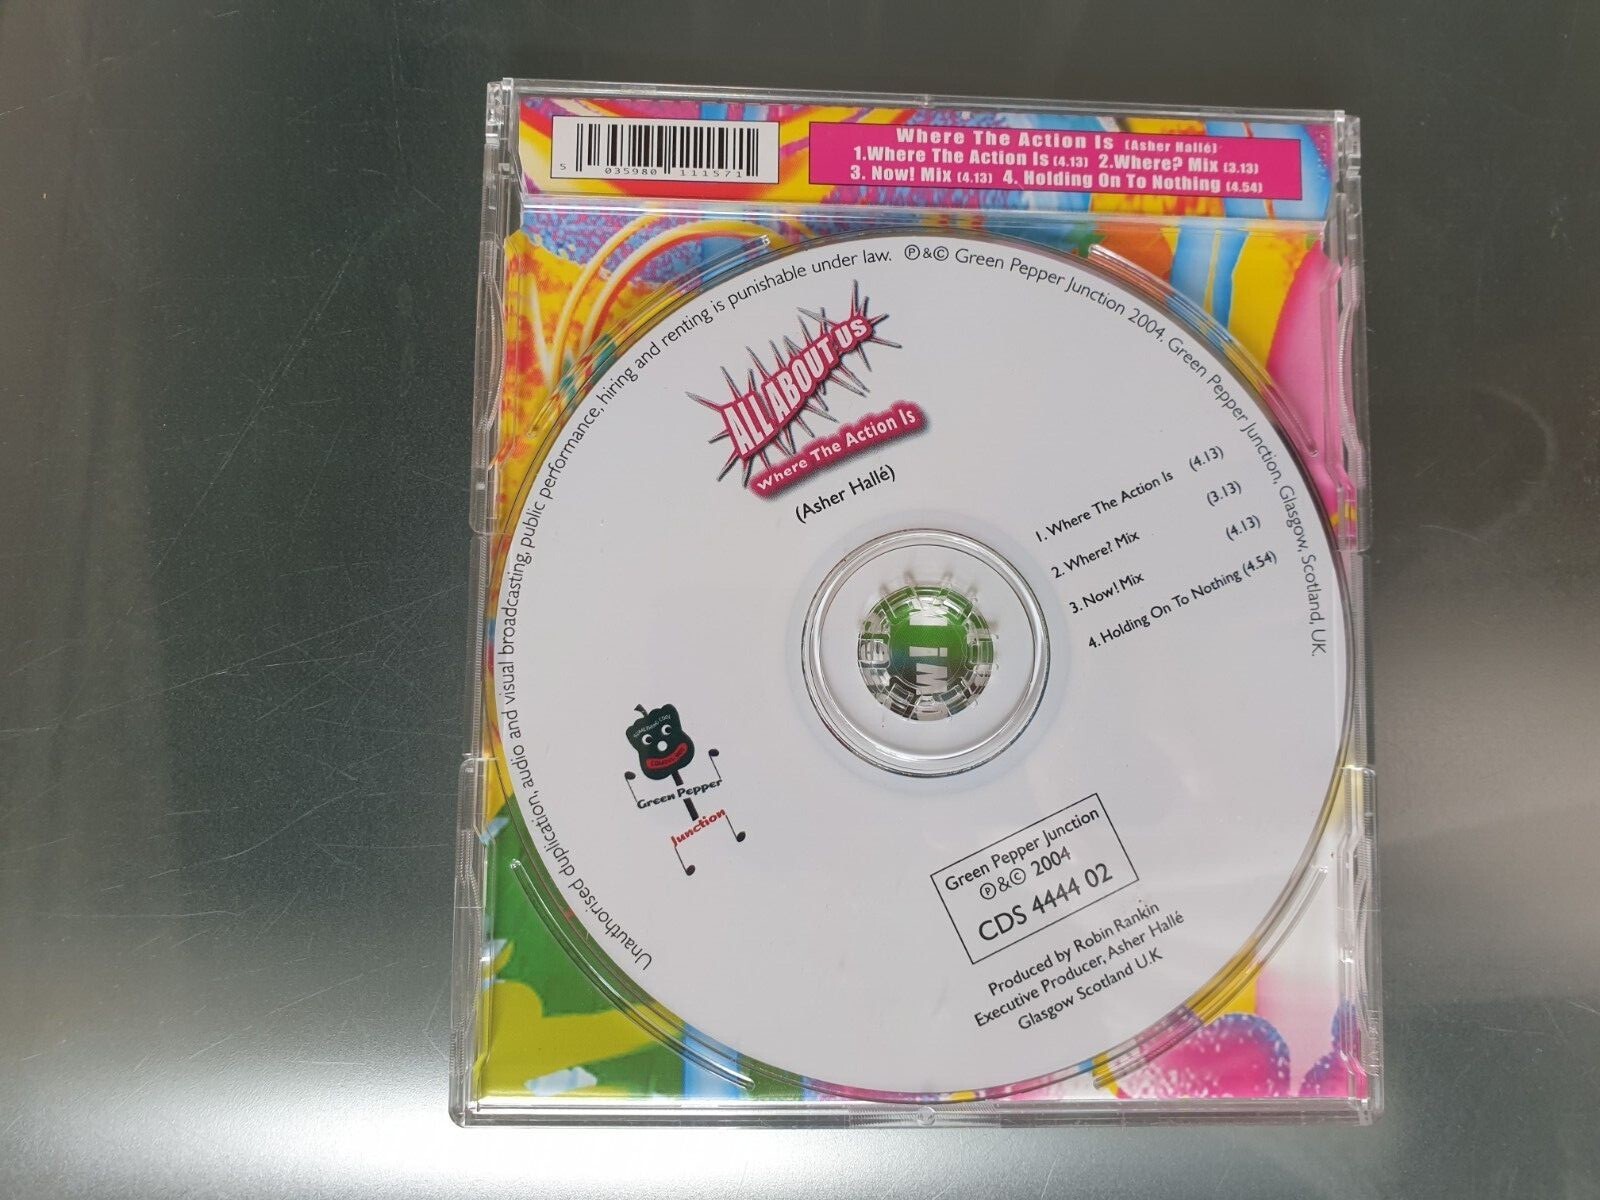 Where The Action Is (Asher Hallé)
1.Where The Action Is (4.13) 2.Where? Mix (3.13)
3. Now! Mix (4.13) 4. Holding On To Nothing (4.54)
5 035980 111571
Unauthorised duplication, audio and visual broadcasting, public performance, hiring and renting is punishable under law. ℗&© Green Pepper Junction 2004. Green Pepper Junction, Glasgow, Scotland, UK.
ALL ABOUT US
Where The Action Is
(Asher Hallé)
1. Where The Action Is (4.13)
2. Where? Mix (3.13)
3. Now! Mix (4.13)
4. Holding On To Nothing (4.54)
Green Pepper
Junction
Green Pepper Junction
℗&© 2004
CDS 4444 02
Produced by Robin Rankin
Executive Producer, Asher Hallé
Glasgow Scotland U.K